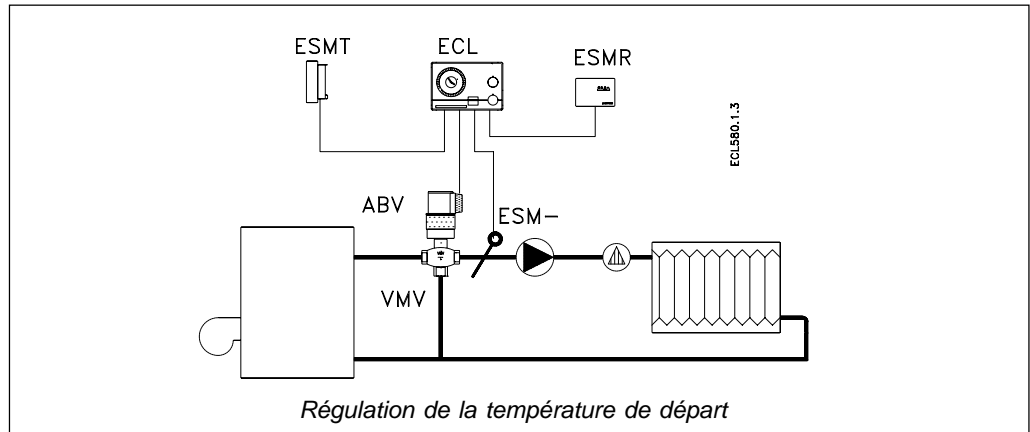 ESMT
ECL
ESMR
ECL580.1.3
ABV
ESM-
VMV
Régulation de la température de départ